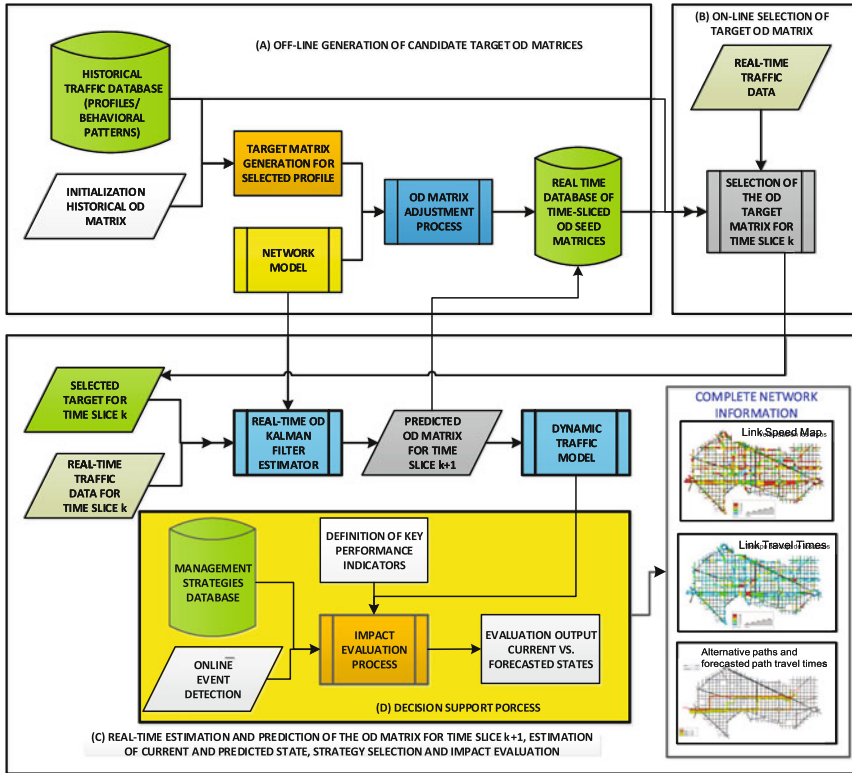 (A) OFF-LINE GENERATION OF CANDIDATE TARGET OD MATRICES
HISTORICAL
TRAFFIC DATABASE
(PROFILES/
BEHAVIORAL
PATTERNS)
INITIALIZATION
HISTORICAL OD
MATRIX
TARGET MATRIX
GENERATION FOR
SELECTED PROFILE
NETWORK
MODEL
OD MATRIX
ADJUSTMENT
PROCESS
REAL TIME
DATABASE OF
TIME-SLICED
OD SEED
MATRICES
(B) ON-LINE SELECTION OF
TARGET OD MATRIX
REAL-TIME
TRAFFIC
DATA
SELECTION OF
THE OD
TARGET
MATRIX FOR
TIME SLICE k
SELECTED
TARGET FOR
TIME SLICE k
REAL-TIME
TRAFFIC
DATA FOR
TIME SLICE k
REAL-TIME OD
KALMAN
FILTER
ESTIMATOR
PREDICTED
OD MATRIX
FOR TIME
SLICE k+1
DYNAMIC
TRAFFIC
MODEL
MANAGEMENT
STRATEGIES
DATABASE
ONLINE
EVENT
DETECTION
DEFINITION OF KEY
PERFORMANCE
INDICATORS
IMPACT
EVALUATION
PROCESS
EVALUATION OUTPUT
CURRENT VS.
FORECASTED STATES
(D) DECISION SUPPORT PORCESS
COMPLETE NETWORK
INFORMATION
Link Speed Map
Link Travel Times
Alternative paths and
forecasted path travel times
(C) REAL-TIME ESTIMATION AND PREDICTION OF THE OD MATRIX FOR TIME SLICE k+1, ESTIMATION
OF CURRENT AND PREDICTED STATE, STRATEGY SELECTION AND IMPACT EVALUATION